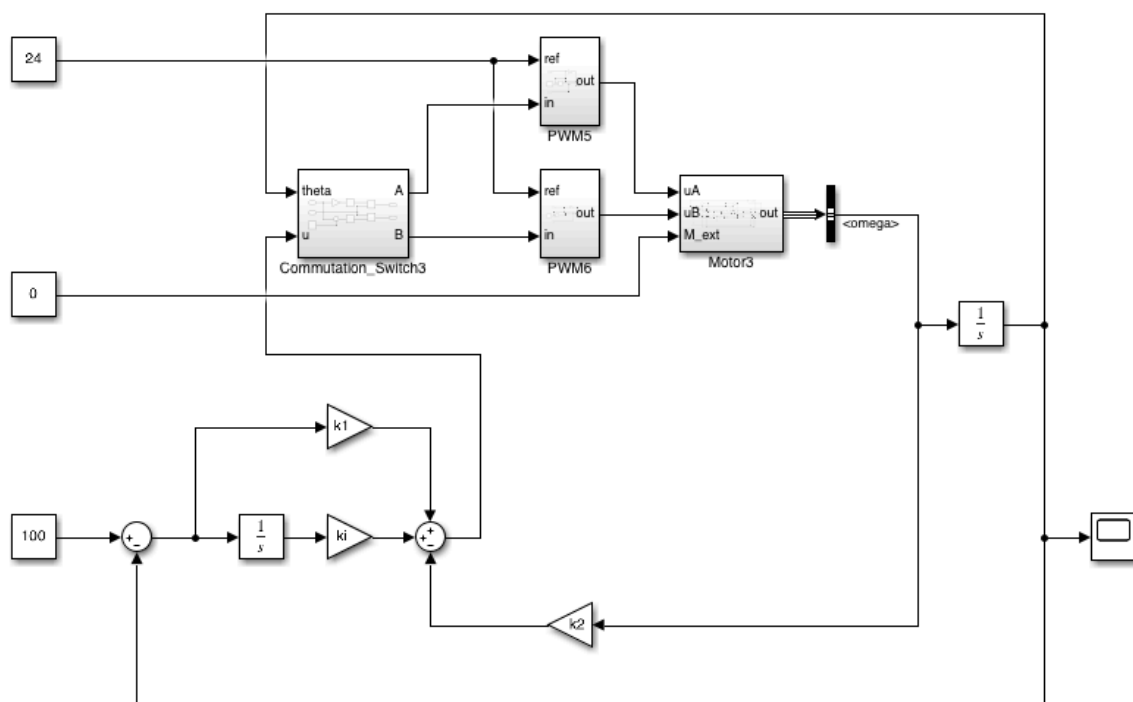 24
ref
out
in
PWM5
theta
A
u
B
Commutation_Switch3
ref
out
in
PWM6
uA
uB
out
M_ext
Motor3
<omega>
0
1
s
k1
100
+
−
1
s
ki
+
+
−
k2